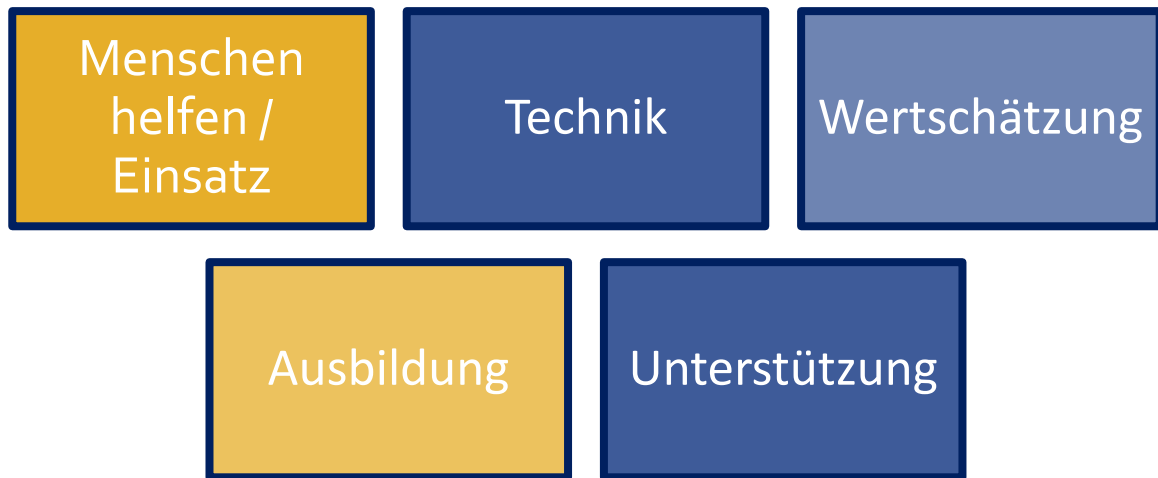 Menschen
helfen /
Einsatz
Technik
Wertschätzung
Ausbildung
Unterstützung